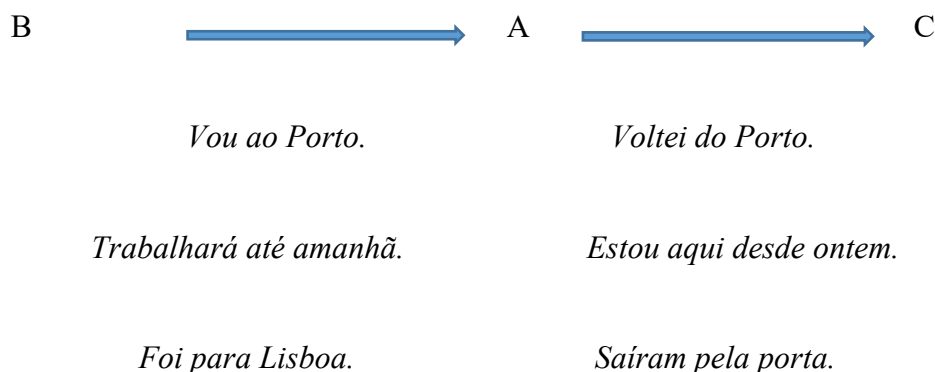 B A C
Vou ao Porto. Voltei do Porto.
Trabalhará até amanhã. Estou aqui desde ontem.
Foi para Lisboa. Saíram pela porta.